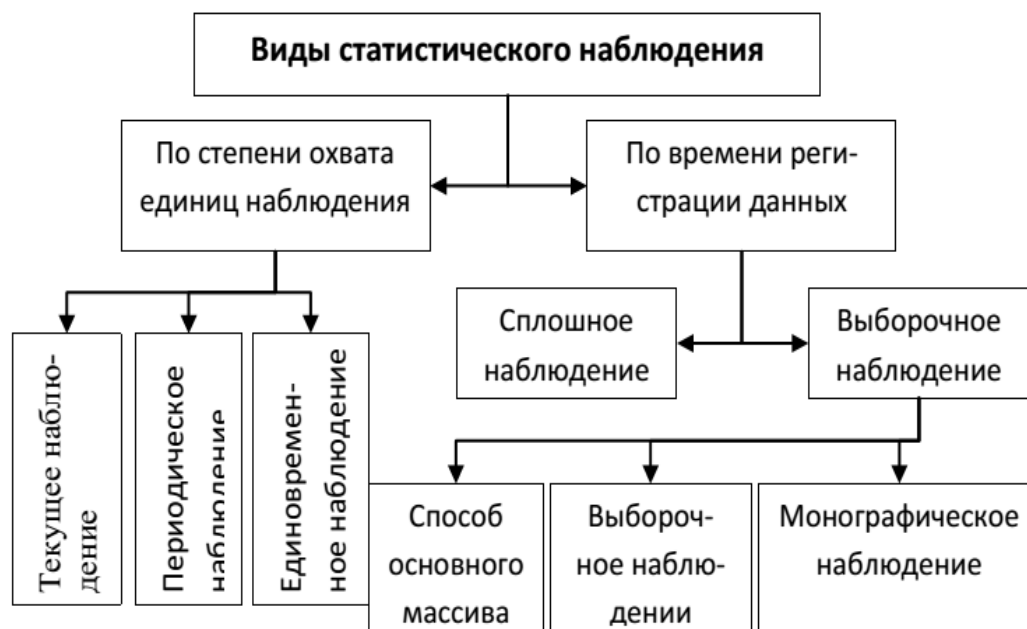 Виды статистического наблюдения
По степени охвата
единиц наблюдения
По времени реги-
страции данных
Сплошное
наблюдение
Выборочное
наблюдение
Текущее наблю-
дение
Периодическое
наблюдение
Единовремен-
ное наблюдение
Способ
основного
массива
Выбороч-
ное наблю-
дении
Монографическое
наблюдение